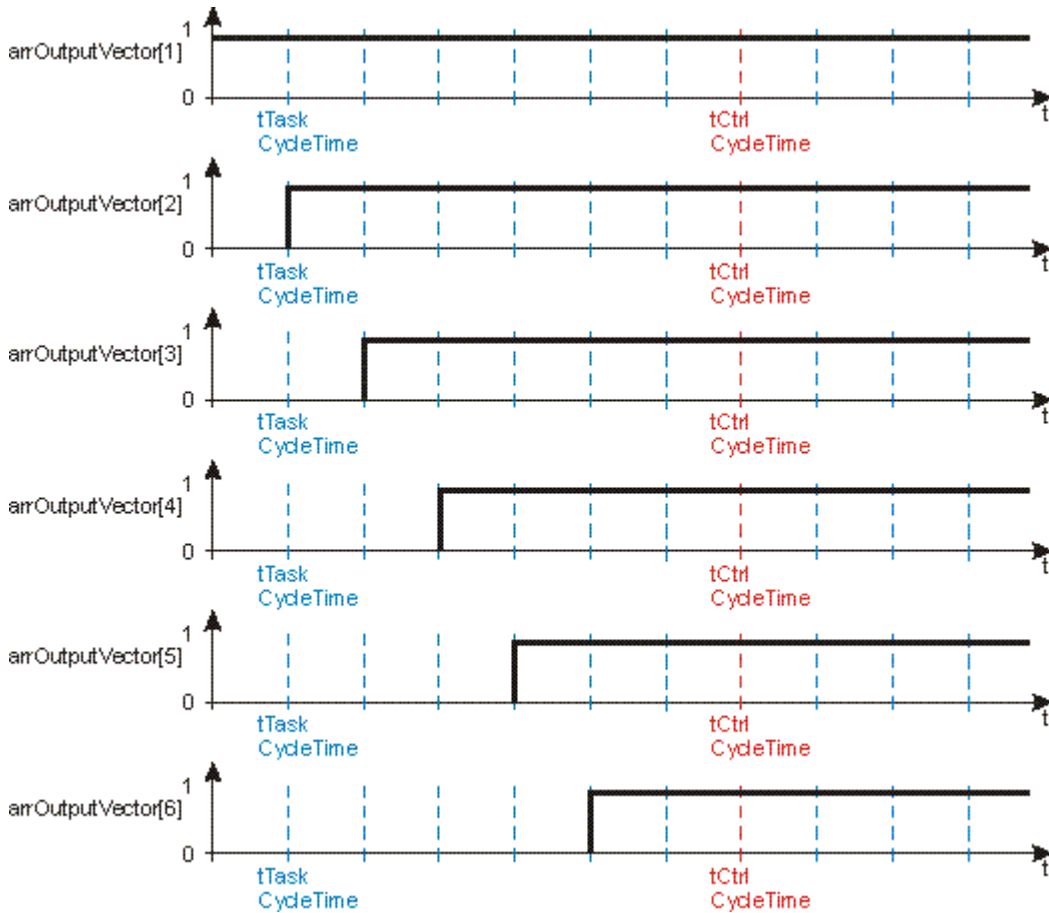 1
arrOutputVector[1]
0
t
tTask
CycleTime
tCtrl
CycleTime
1
arrOutputVector[2]
0
t
tTask
CycleTime
tCtrl
CycleTime
1
arrOutputVector[3]
0
t
tTask
CycleTime
tCtrl
CycleTime
1
arrOutputVector[4]
0
t
tTask
CycleTime
tCtrl
CycleTime
1
arrOutputVector[5]
0
t
tTask
CycleTime
tCtrl
CycleTime
1
arrOutputVector[6]
0
t
tTask
CycleTime
tCtrl
CycleTime